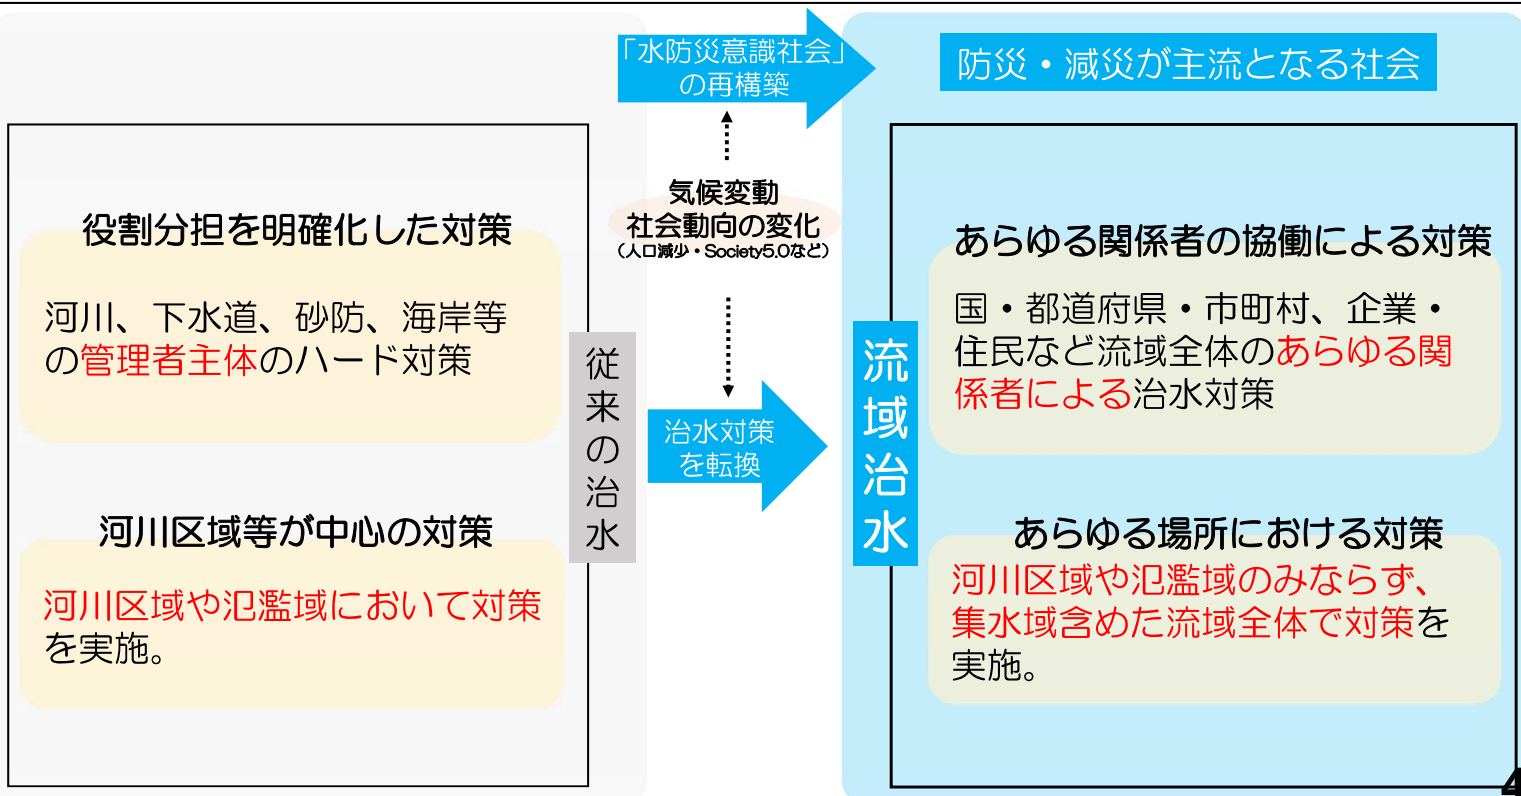 「水防災意識社会」
の再構築
防災・減災が主流となる社会
気候変動
社会動向の変化
(人口減少・Society5.0など)
役割分担を明確化した対策
河川、下水道、砂防、海岸等
の管理者主体のハード対策
河川区域等が中心の対策
河川区域や氾濫域において対策
を実施。
従来の治水
治水対策
を転換
流域治水
あらゆる関係者の協働による対策
国・都道府県・市町村、企業・
住民など流域全体のあらゆる関
係者による治水対策
あらゆる場所における対策
河川区域や氾濫域のみならず、
集水域含めた流域全体で対策を
実施。
4